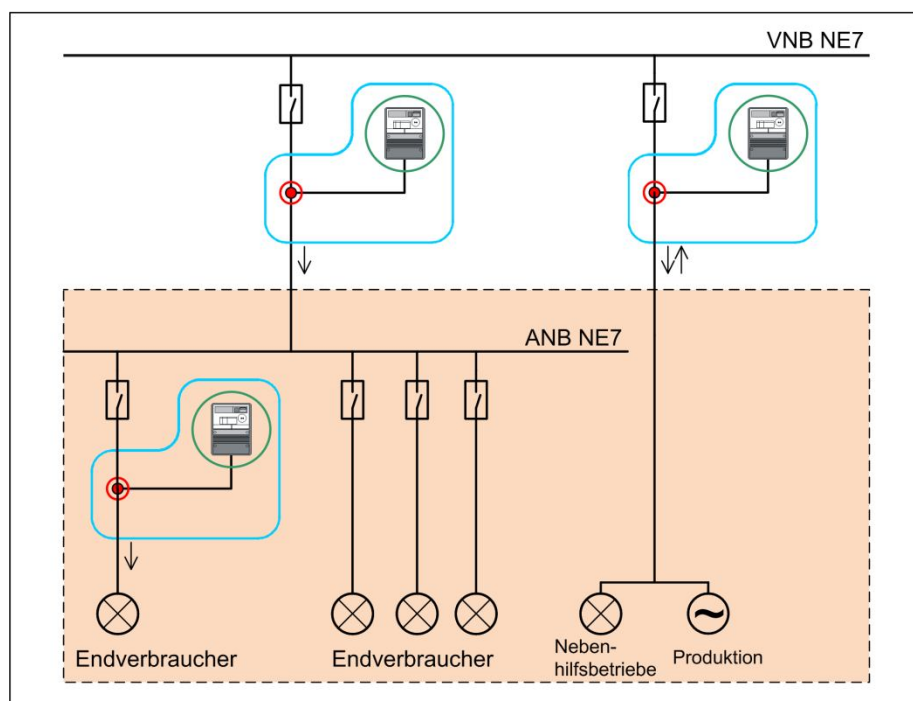 VNB NE7
ANB NE7
Endverbraucher
Endverbraucher
Neben-
hilfsbetriebe
Produktion